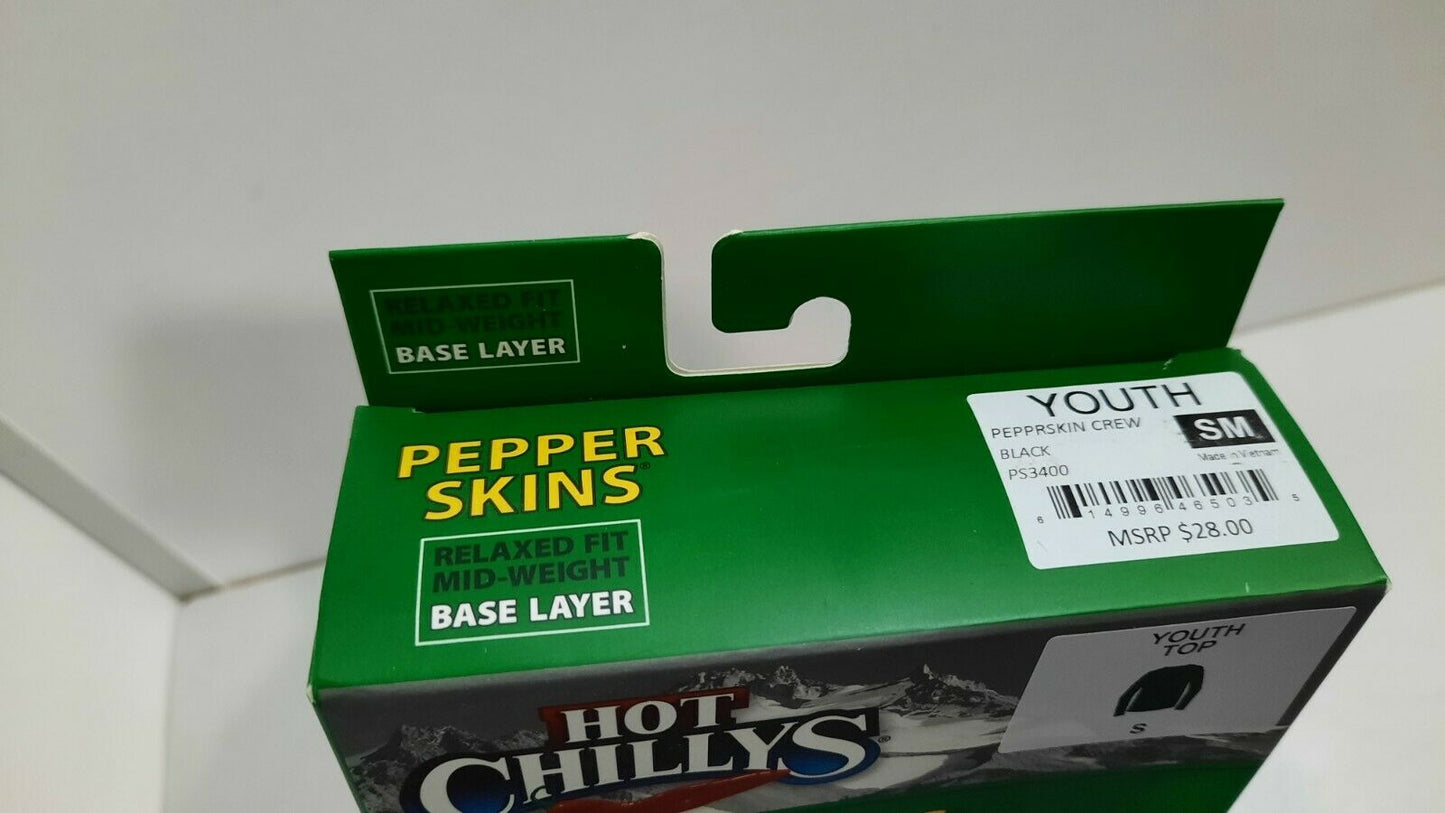 RELAXED FIT
MID-WEIGHT
BASE LAYER
PEPPER
SKINS®
RELAXED FIT
MID-WEIGHT
BASE LAYER
YOUTH
PEPPRSKIN CREW
SM
BLACK
Made in Vietnam
PS3400
6 14996 46503 5
MSRP $28.00
YOUTH
TOP
S
HOT
CHILLYS®